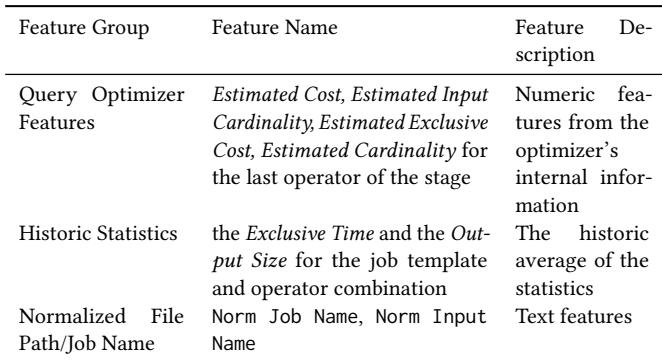 Feature Group Feature Name Feature De-
scription
Query Optimizer Estimated Cost, Estimated Input Numeric fea-
Features Cardinality, Estimated Exclusive tures from the
Cost, Estimated Cardinality for optimizer's
the last operator of the stage internal infor-
mation
Historic Statistics the Exclusive Time and the Out- The historic
put Size for the job template average of the
and operator combination statistics
Normalized File Norm Job Name, Norm Input Text features
Path/Job Name Name